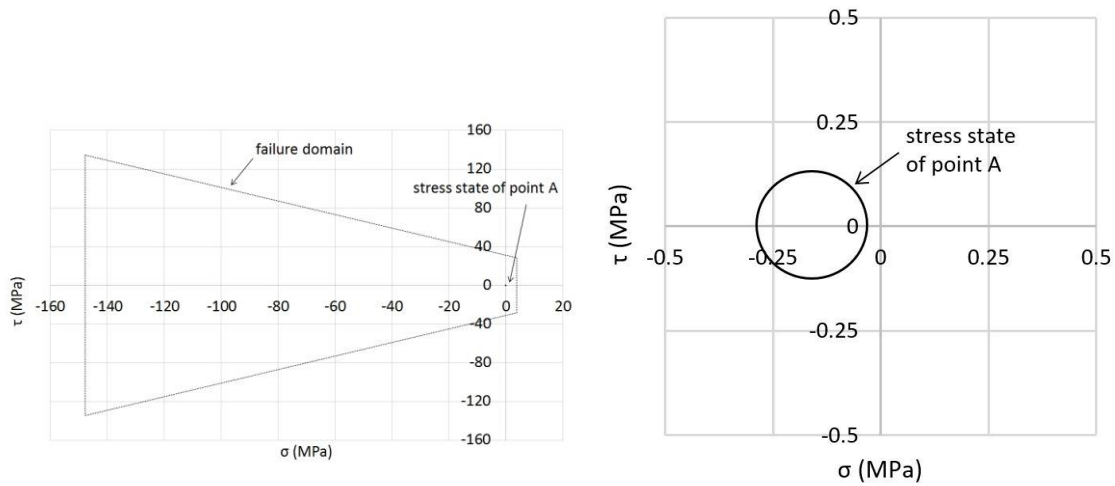 160
failure domain
120
stress state of point A
80
40
0
-160 -140 -120 -100 -80 -60 -40 -20 0 20
-40
-80
-120
-160
τ (MPa)
σ (MPa)
0.5
0.25
stress state
of point A
0
-0.5 -0.25 0 0.25 0.5
-0.25
-0.5
τ (MPa)
σ (MPa)